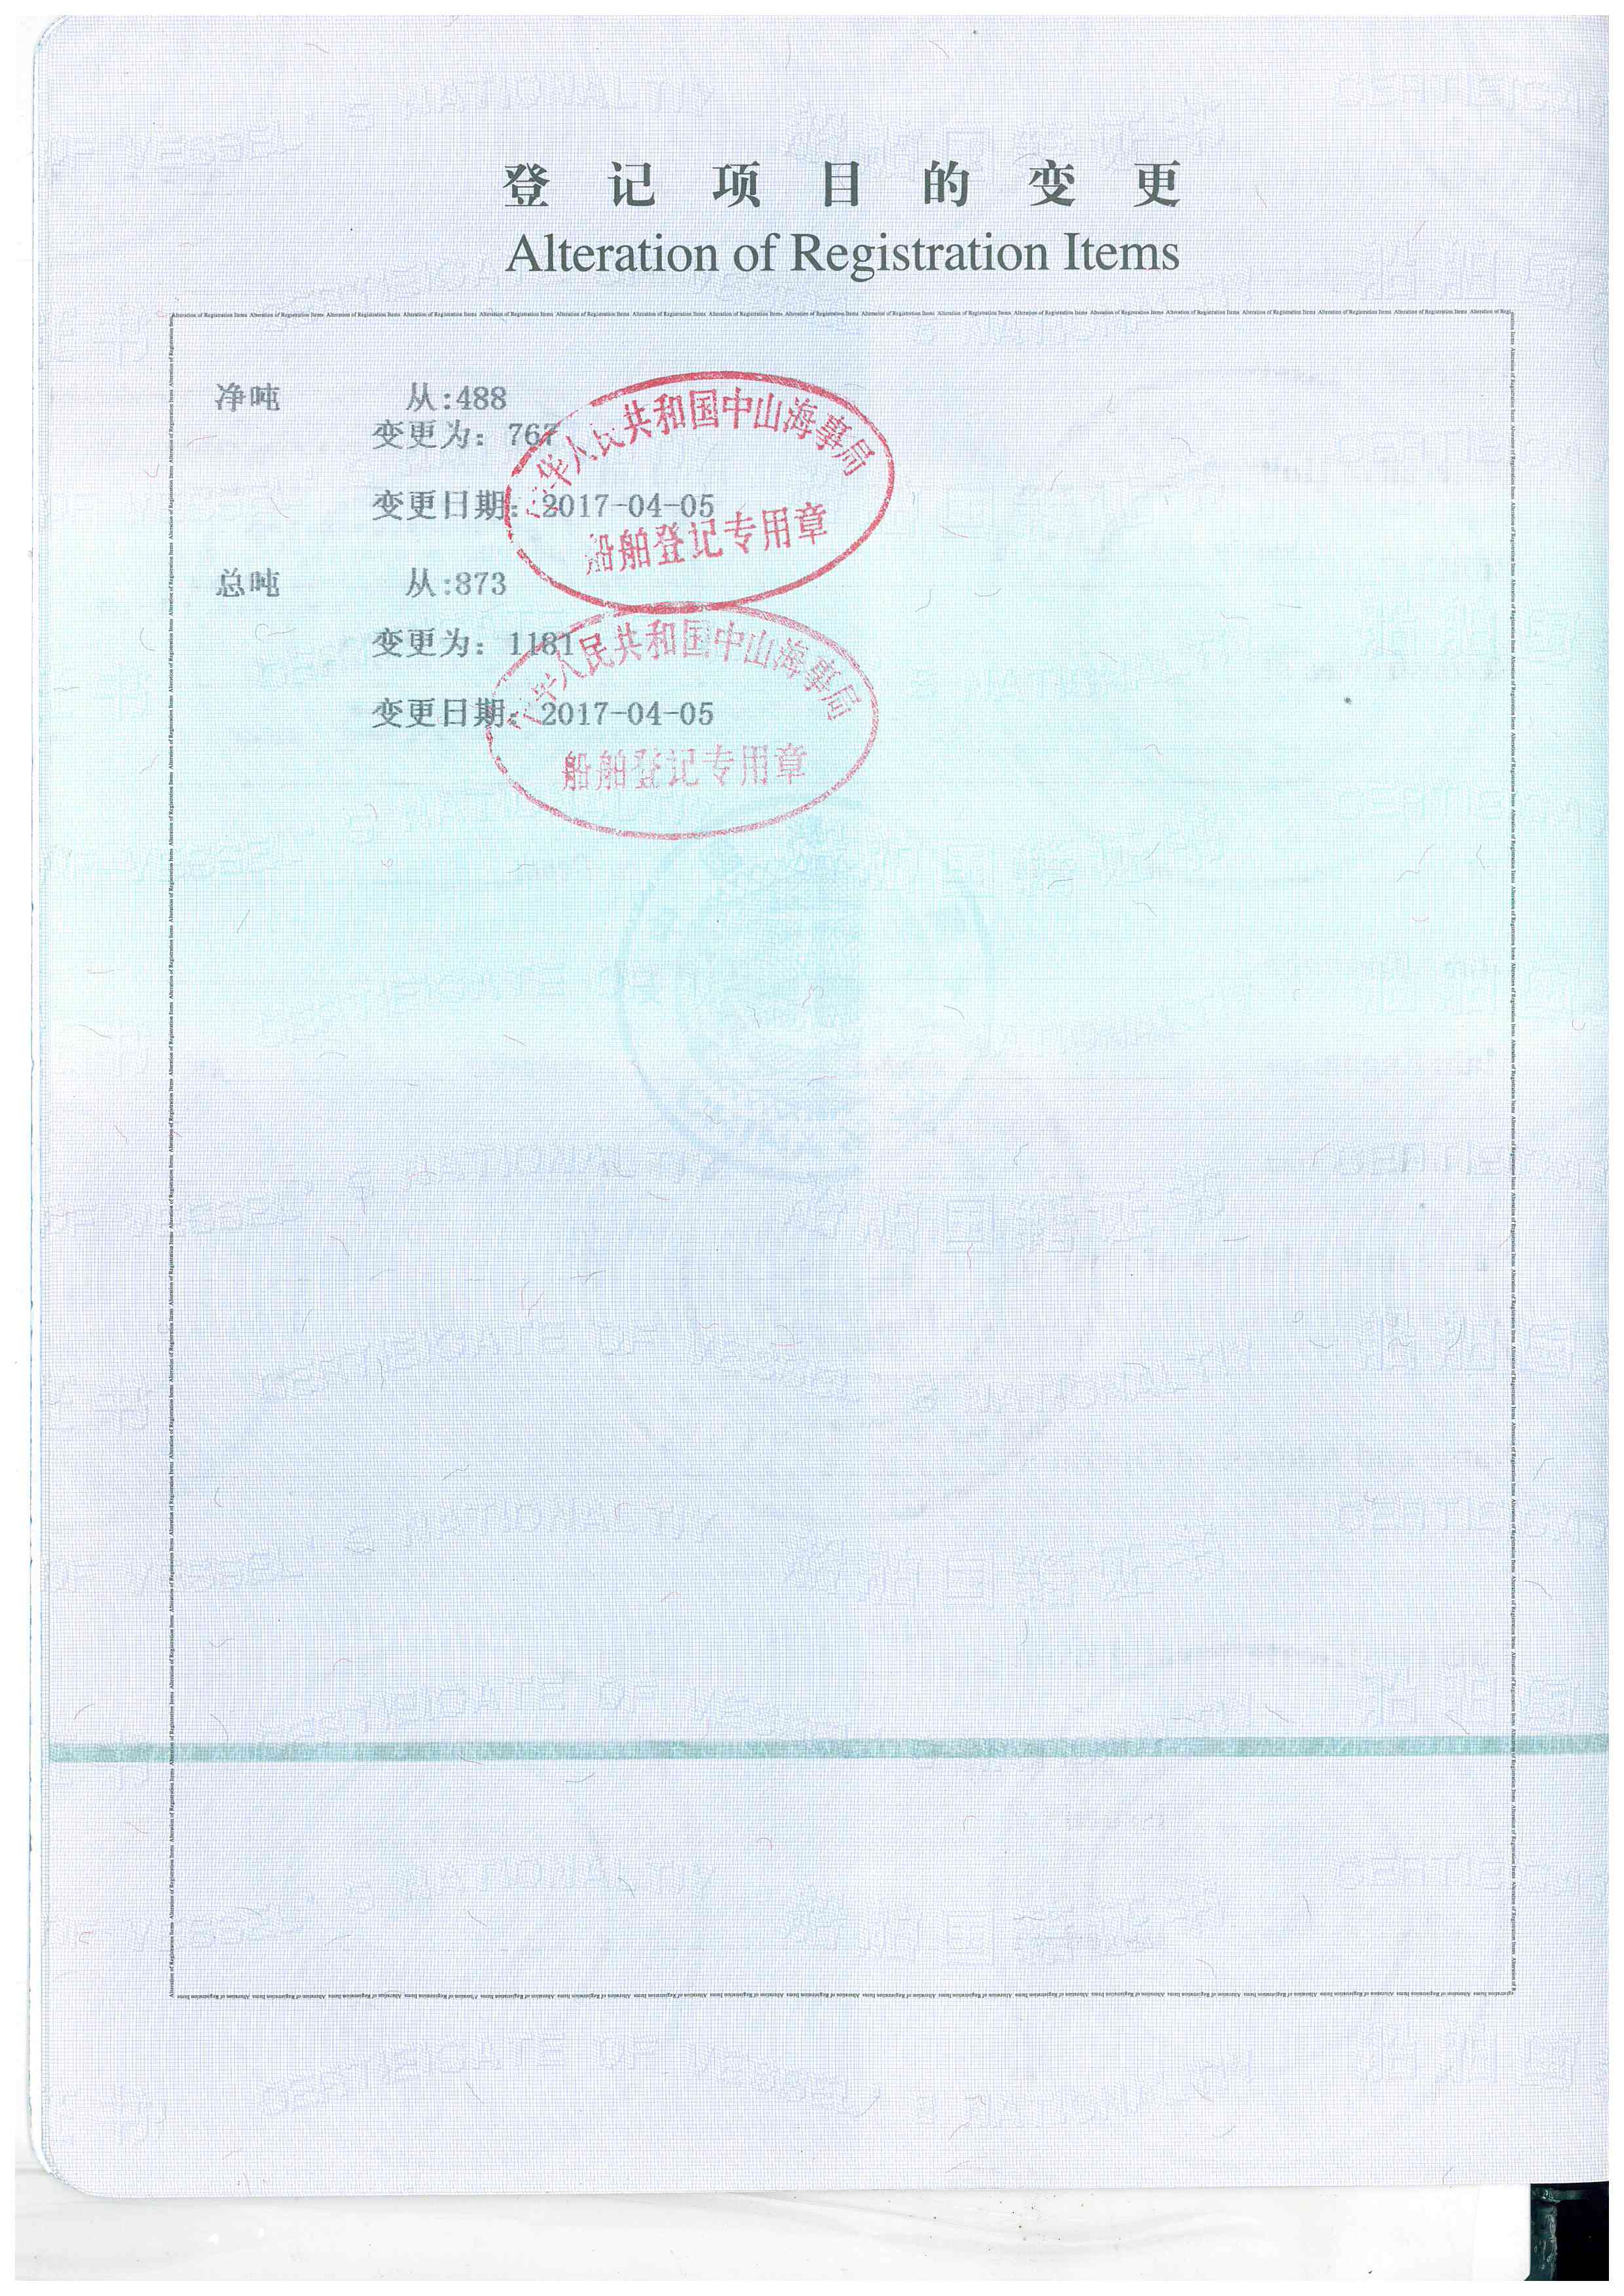 登记项目的变更
Alteration of Registration Items
净吨 从:488
变更为: 767
变更日期: 2017-04-05
中华人民共和国中山海事局
船舶登记专用章
总吨 从:873
变更为: 1181
变更日期: 2017-04-05
中华人民共和国中山海事局
船舶登记专用章